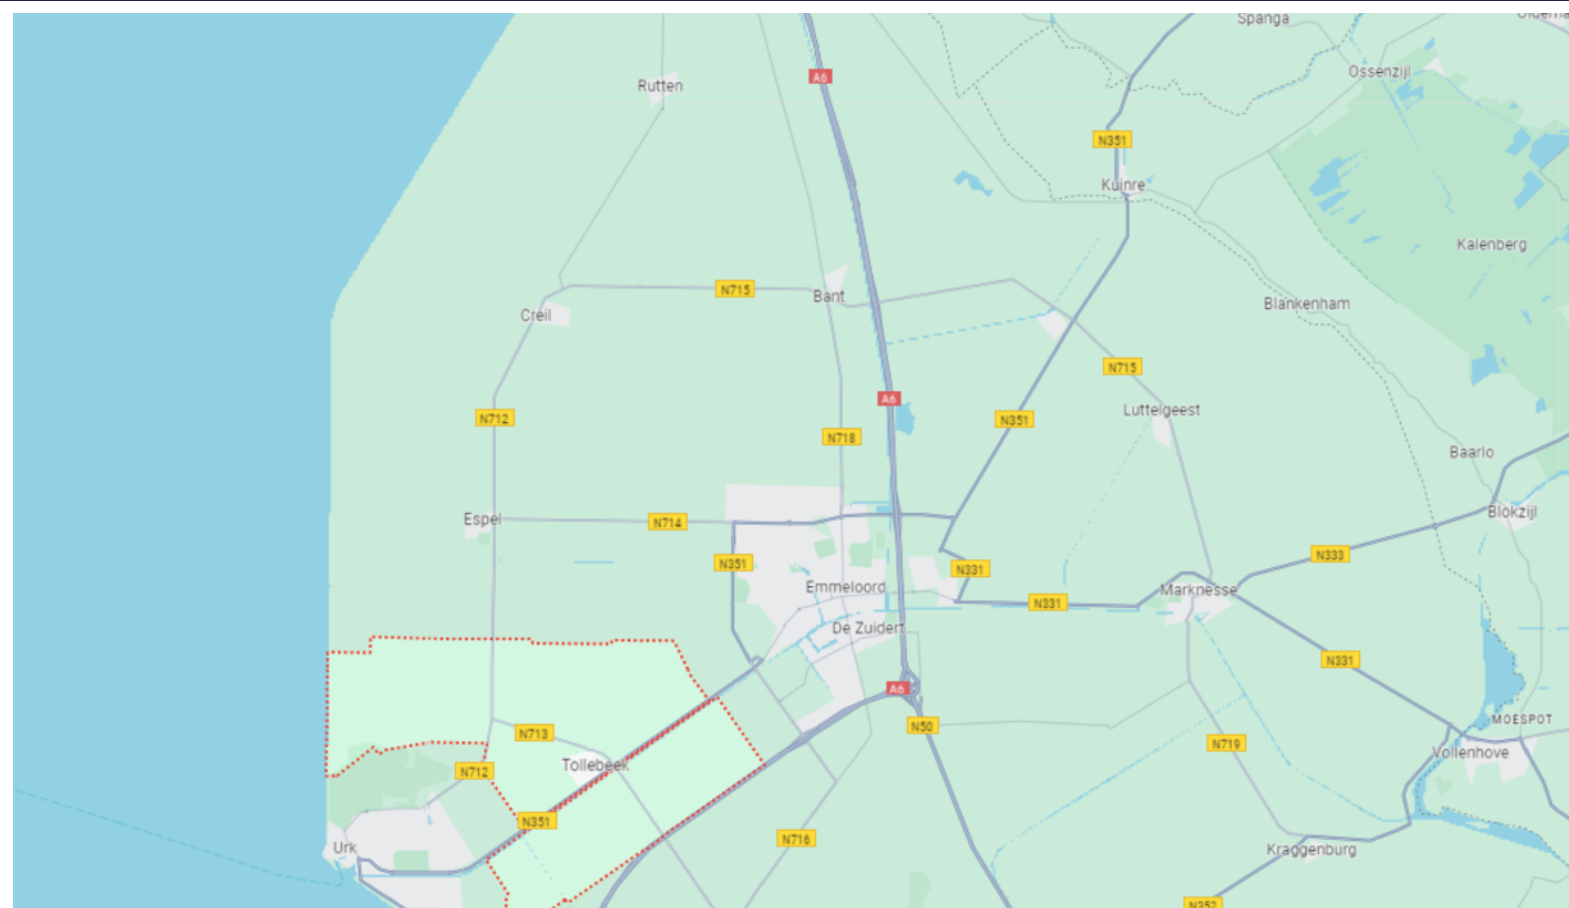 Spanga
Rutten
A6
Ossenzijl
N351
Kuinre
Kalenberg
N715
Bant
Blankenham
Creil
N715
A6
Luttelgeest
N712
N351
N718
Baarlo
Espel
N714
Blokzijl
N351
N331
N333
Emmeloord
Marknesse
N331
De Zuidert
N331
A6
MOESPOT
N50
N713
N719
Vollenhove
Tollebeek
N712
N351
N716
Urk
Kraggenburg
N352